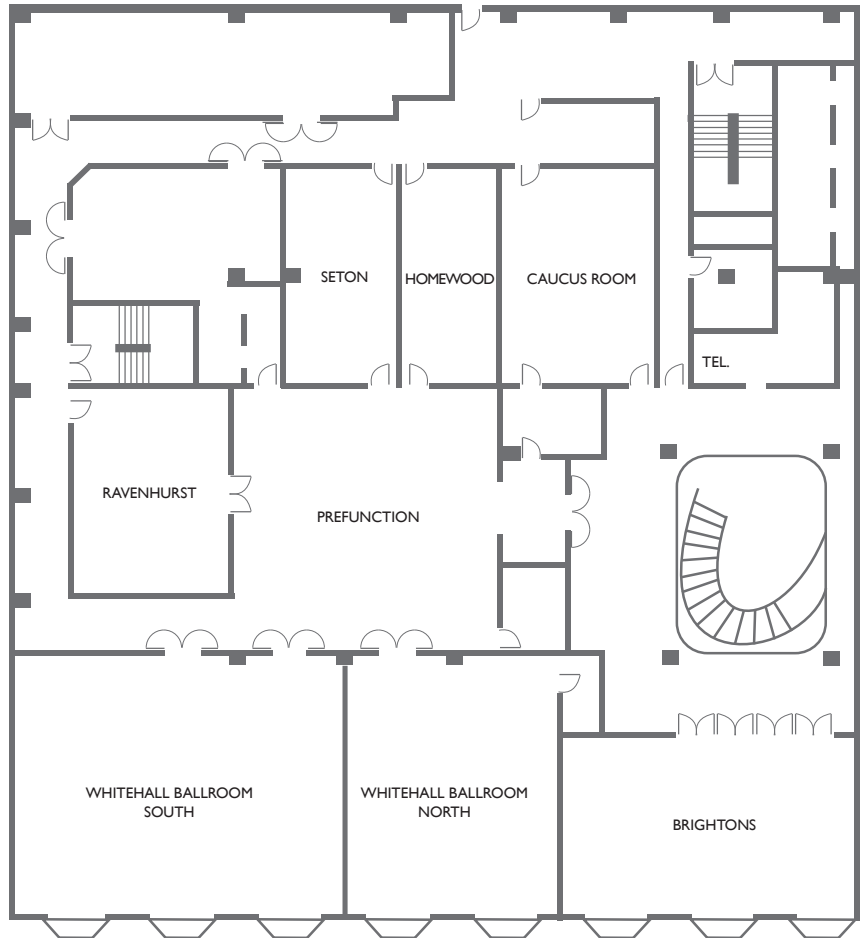 SETON
HOMEWOOD
CAUCUS ROOM
TEL.
RAVENHURST
PREFUNCTION
WHITEHALL BALLROOM
SOUTH
WHITEHALL BALLROOM
NORTH
BRIGHTONS